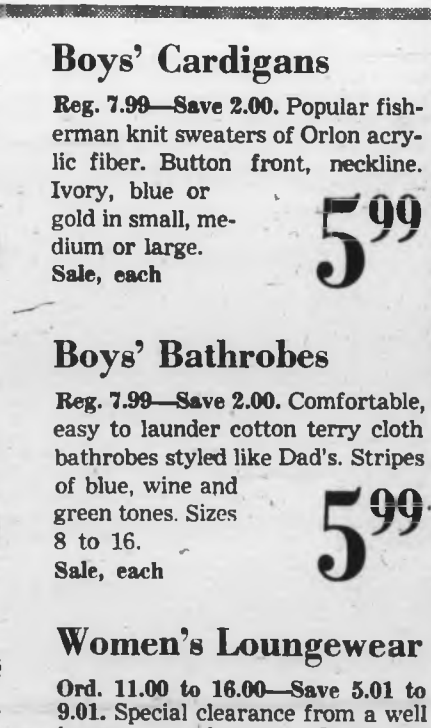 Boys' Cardigans
Reg. 7.99—Save 2.00. Popular fish-
erman knit sweaters of Orlon acry-
lic fiber. Button front, neckline.
Ivory, blue or
gold in small, me-
dium or large.
Sale, each
5 99
Boys' Bathrobes
Reg. 7.99—Save 2.00. Comfortable,
easy to launder cotton terry cloth
bathrobes styled like Dad's. Stripes
of blue, wine and
green tones. Sizes
8 to 16.
Sale, each
5 99
Women's Loungewear
Ord. 11.00 to 16.00—Save 5.01 to
9.01. Special clearance from a well